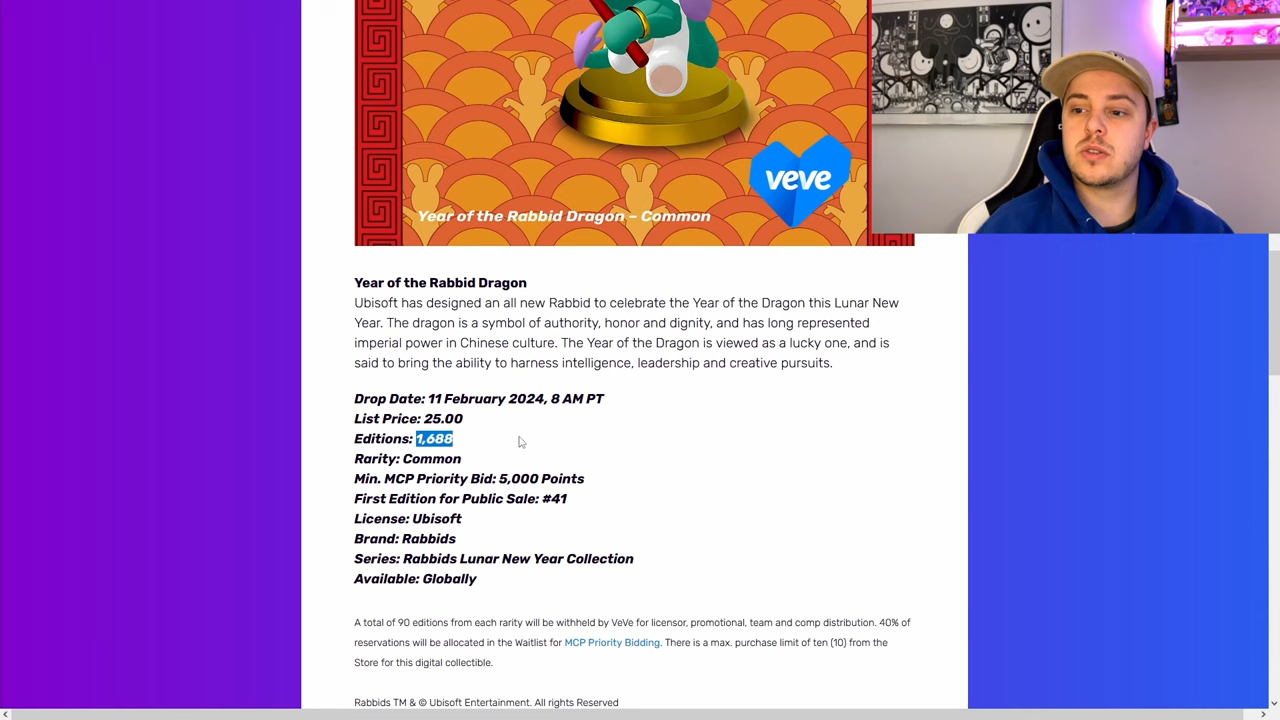 veve
Year of the Rabbid Dragon – Common
Year of the Rabbid Dragon
Ubisoft has designed an all new Rabbid to celebrate the Year of the Dragon this Lunar New
Year. The dragon is a symbol of authority, honor and dignity, and has long represented
imperial power in Chinese culture. The Year of the Dragon is viewed as a lucky one, and is
said to bring the ability to harness intelligence, leadership and creative pursuits.
Drop Date: 11 February 2024, 8 AM PT
List Price: 25.00
Editions: 1,688
Rarity: Common
Min. MCP Priority Bid: 5,000 Points
First Edition for Public Sale: #41
License: Ubisoft
Brand: Rabbids
Series: Rabbids Lunar New Year Collection
Available: Globally
A total of 90 editions from each rarity will be withheld by VeVe for licensor, promotional, team and comp distribution. 40% of
reservations will be allocated in the Waitlist for MCP Priority Bidding. There is a max. purchase limit of ten (10) from the
Store for this digital collectible.
Rabbids TM & © Ubisoft Entertainment. All rights Reserved